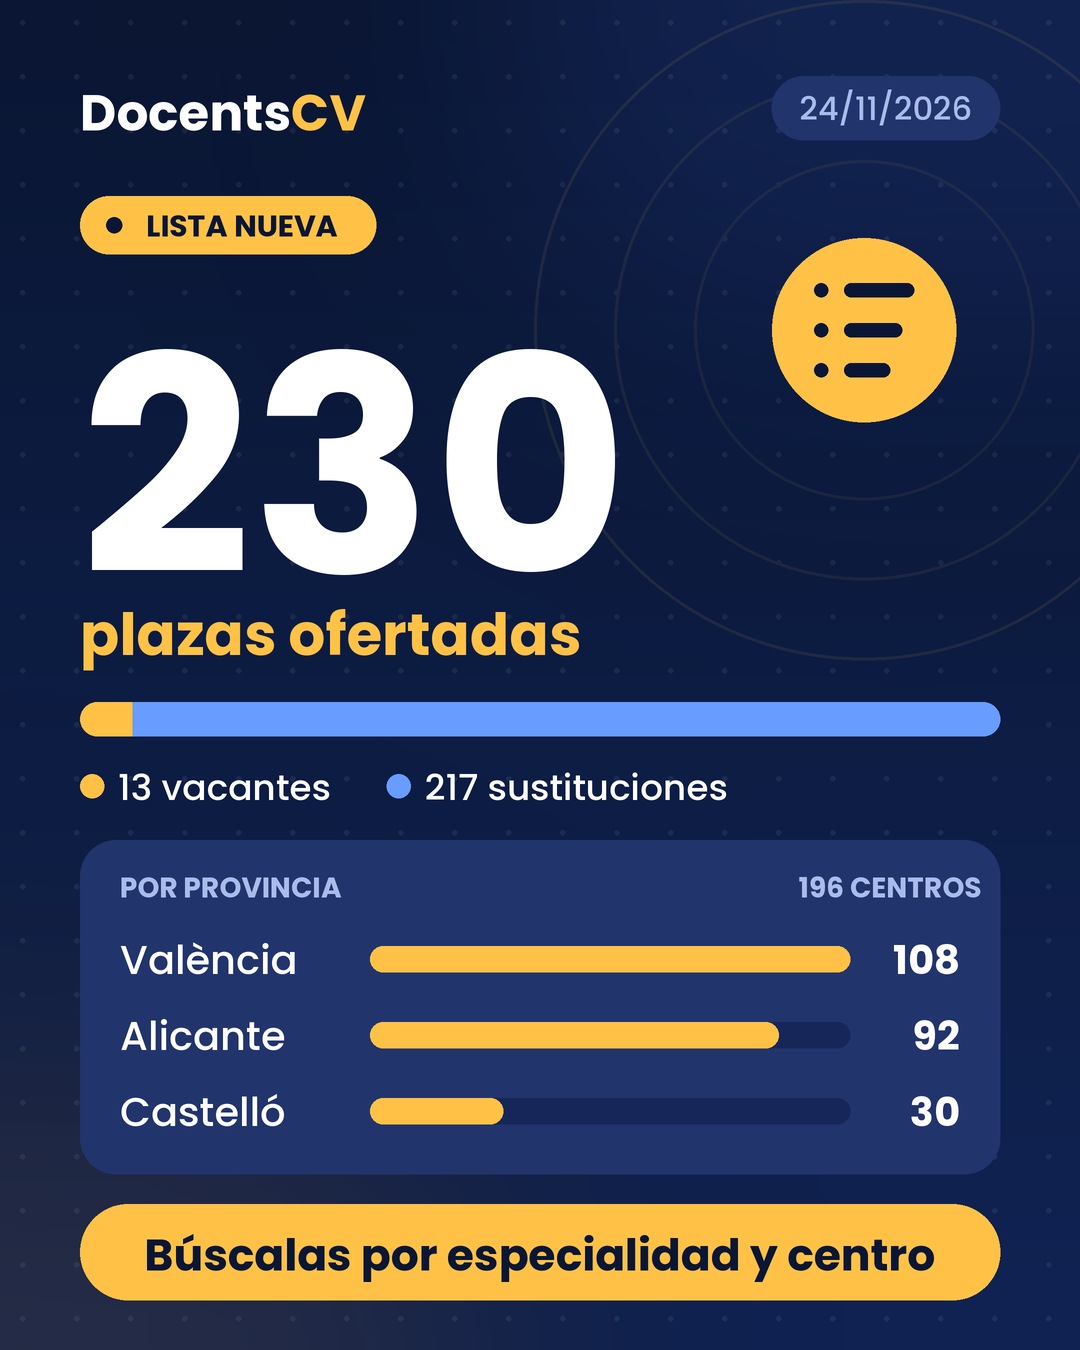 DocentsCV
24/11/2026
LISTA NUEVA
230
plazas ofertadas
13 vacantes
217 sustituciones
POR PROVINCIA
196 CENTROS
València
108
Alicante
92
Castelló
30
Búscalas por especialidad y centro